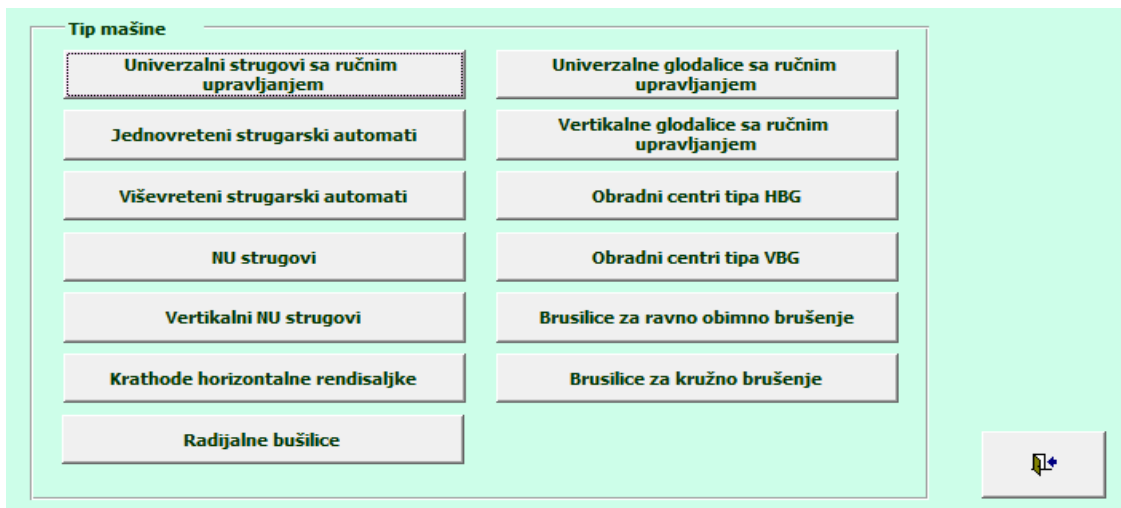 Tip mašine
Univerzalni strugovi sa ručnim
upravljanjem
Jednovreteni strugarski automati
Viševreteni strugarski automati
NU strugovi
Vertikalni NU strugovi
Krathode horizontalne rendisaljke
Radijalne bušilice
Univerzalne glodalice sa ručnim
upravljanjem
Vertikalne glodalice sa ručnim
upravljanjem
Obradni centri tipa HBG
Obradni centri tipa VBG
Brusilice za ravno obimno brušenje
Brusilice za kružno brušenje